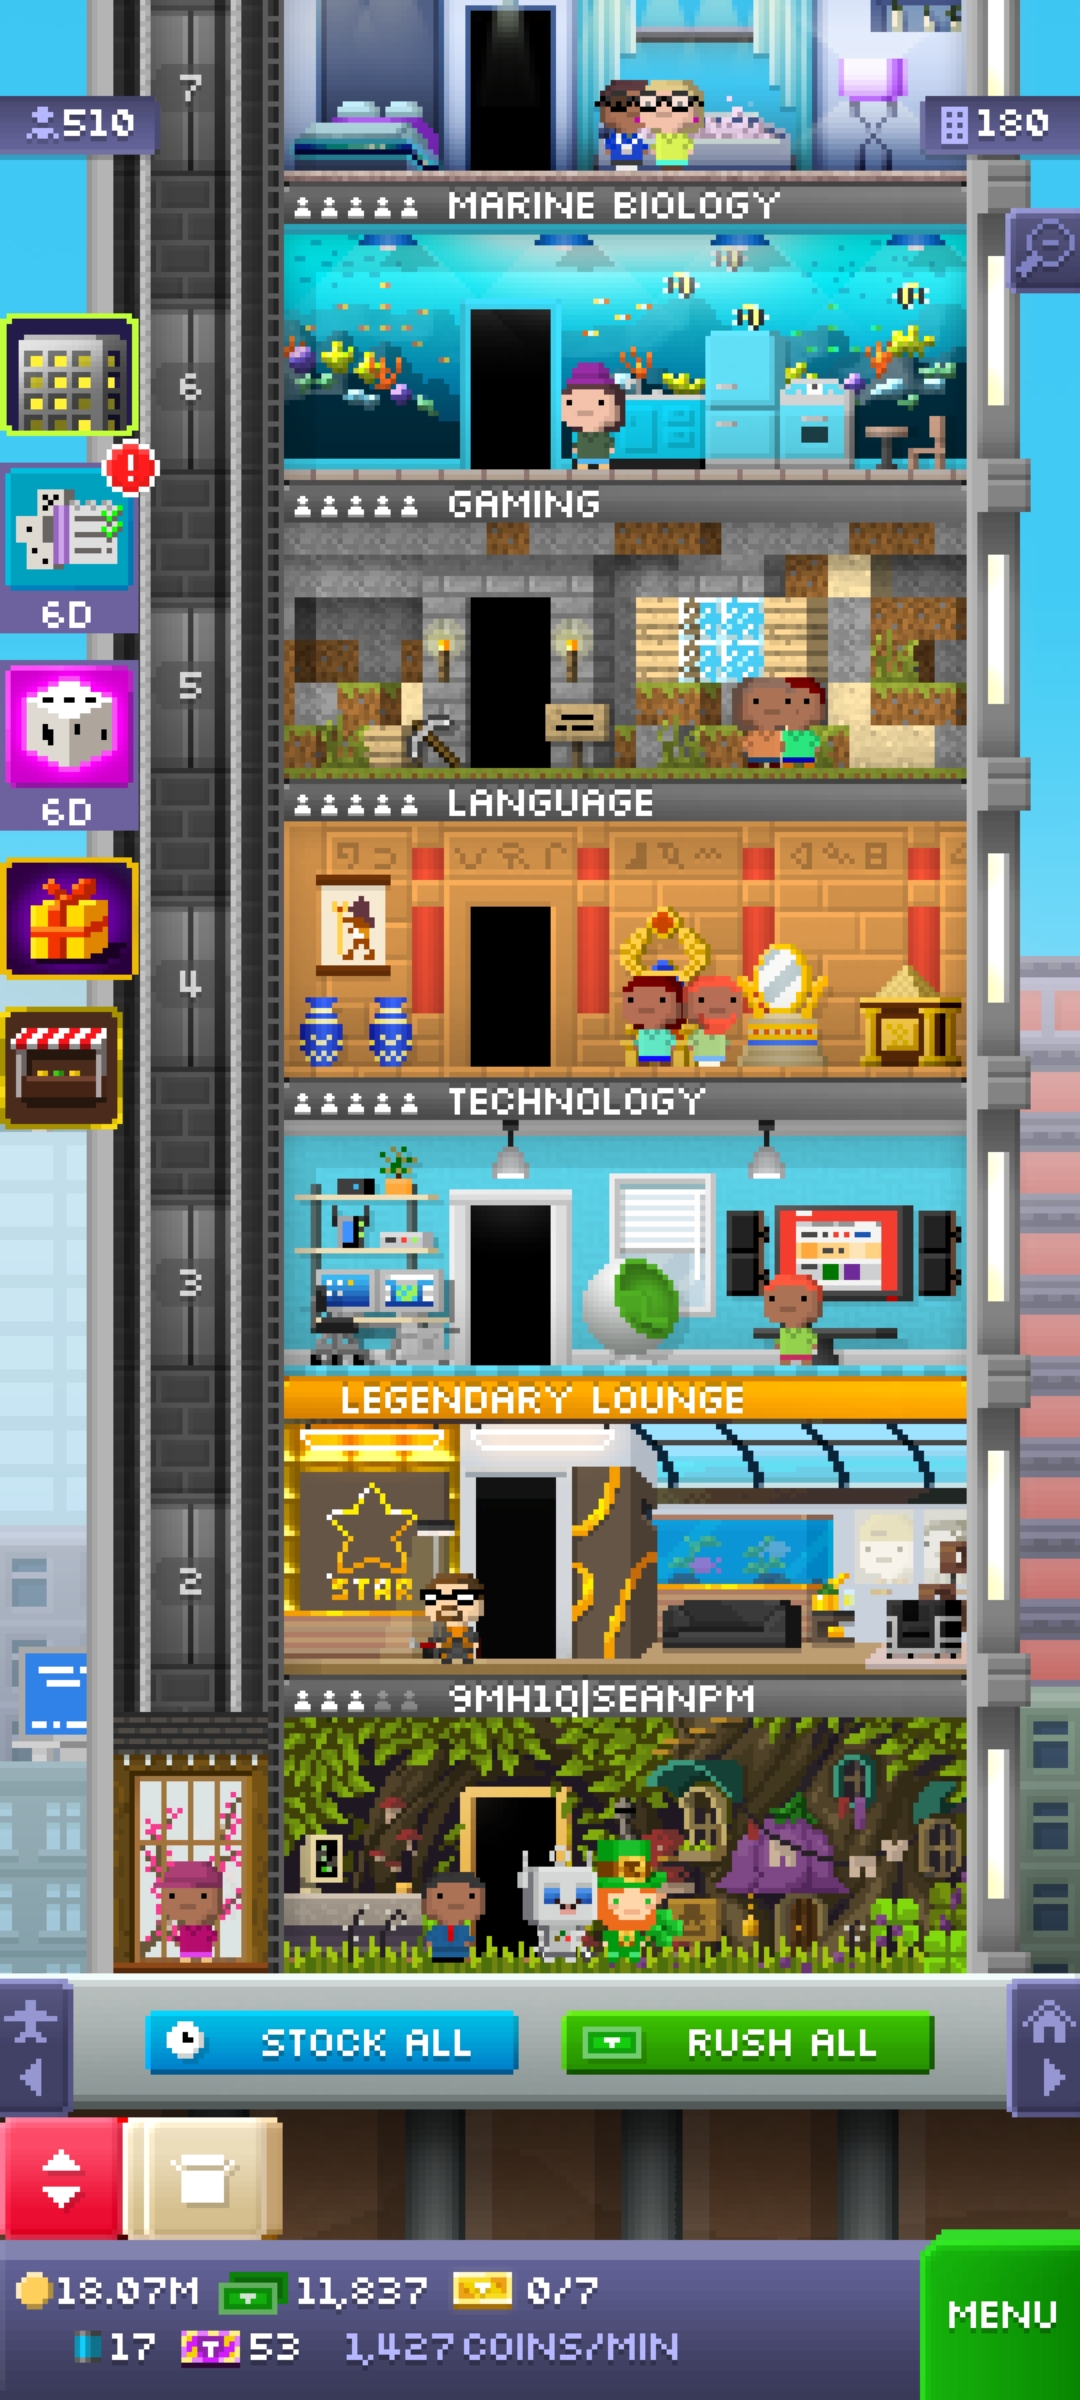 7
510
180
MARINE BIOLOGY
6
GAMING
6D
5
6D
LANGUAGE
4
TECHNOLOGY
3
LEGENDARY LOUNGE
STAR
2
9MH1Q|SEANPM
STOCK ALL
RUSH ALL
18.07M
11,837
0/7
MENU
17
53
1,427 COINS/MIN